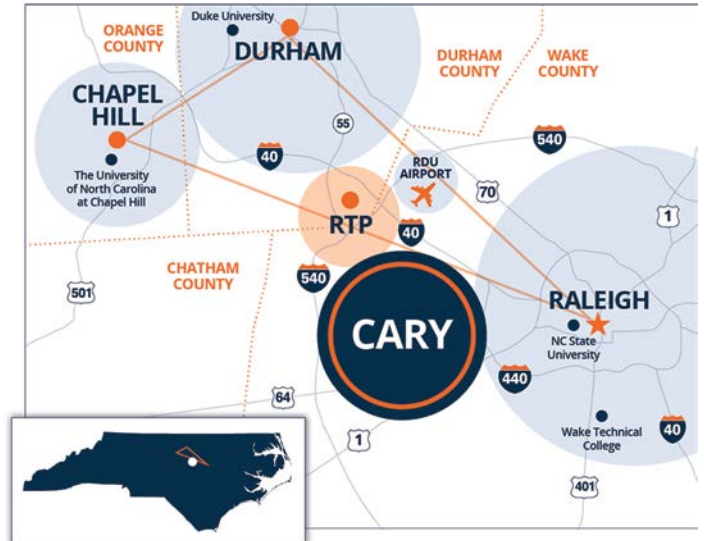 Duke University
ORANGE
COUNTY
DURHAM
DURHAM
COUNTY
WAKE
COUNTY
CHAPEL
HILL
55
40
540
The University
of North Carolina
at Chapel Hill
RDU
AIRPORT
70
1
RTP
40
CHATHAM
COUNTY
540
501
RALEIGH
CARY
NC State
University
440
64
Wake Technical
College
40
1
401